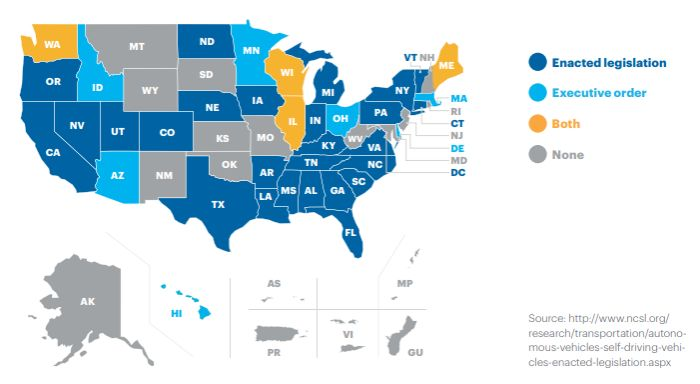 WA
MT
ND
MN
VT NH
ME
OR
ID
SD
WI
MI
NY
WY
MA
RI
NE
IA
IL
IN
OH
PA
CT
NV
UT
CO
NJ
DE
CA
KS
MO
WV
VA
KY
MD
NC
DC
AZ
NM
OK
AR
TN
SC
TX
LA
MS
AL
GA
FL
AK
HI
AS
MP
PR
VI
GU
Enacted legislation
Executive order
Both
None
Source: http://www.ncsl.org/
research/transportation/autono-
mous-vehicles-self-driving-vehi-
cles-enacted-legislation.aspx